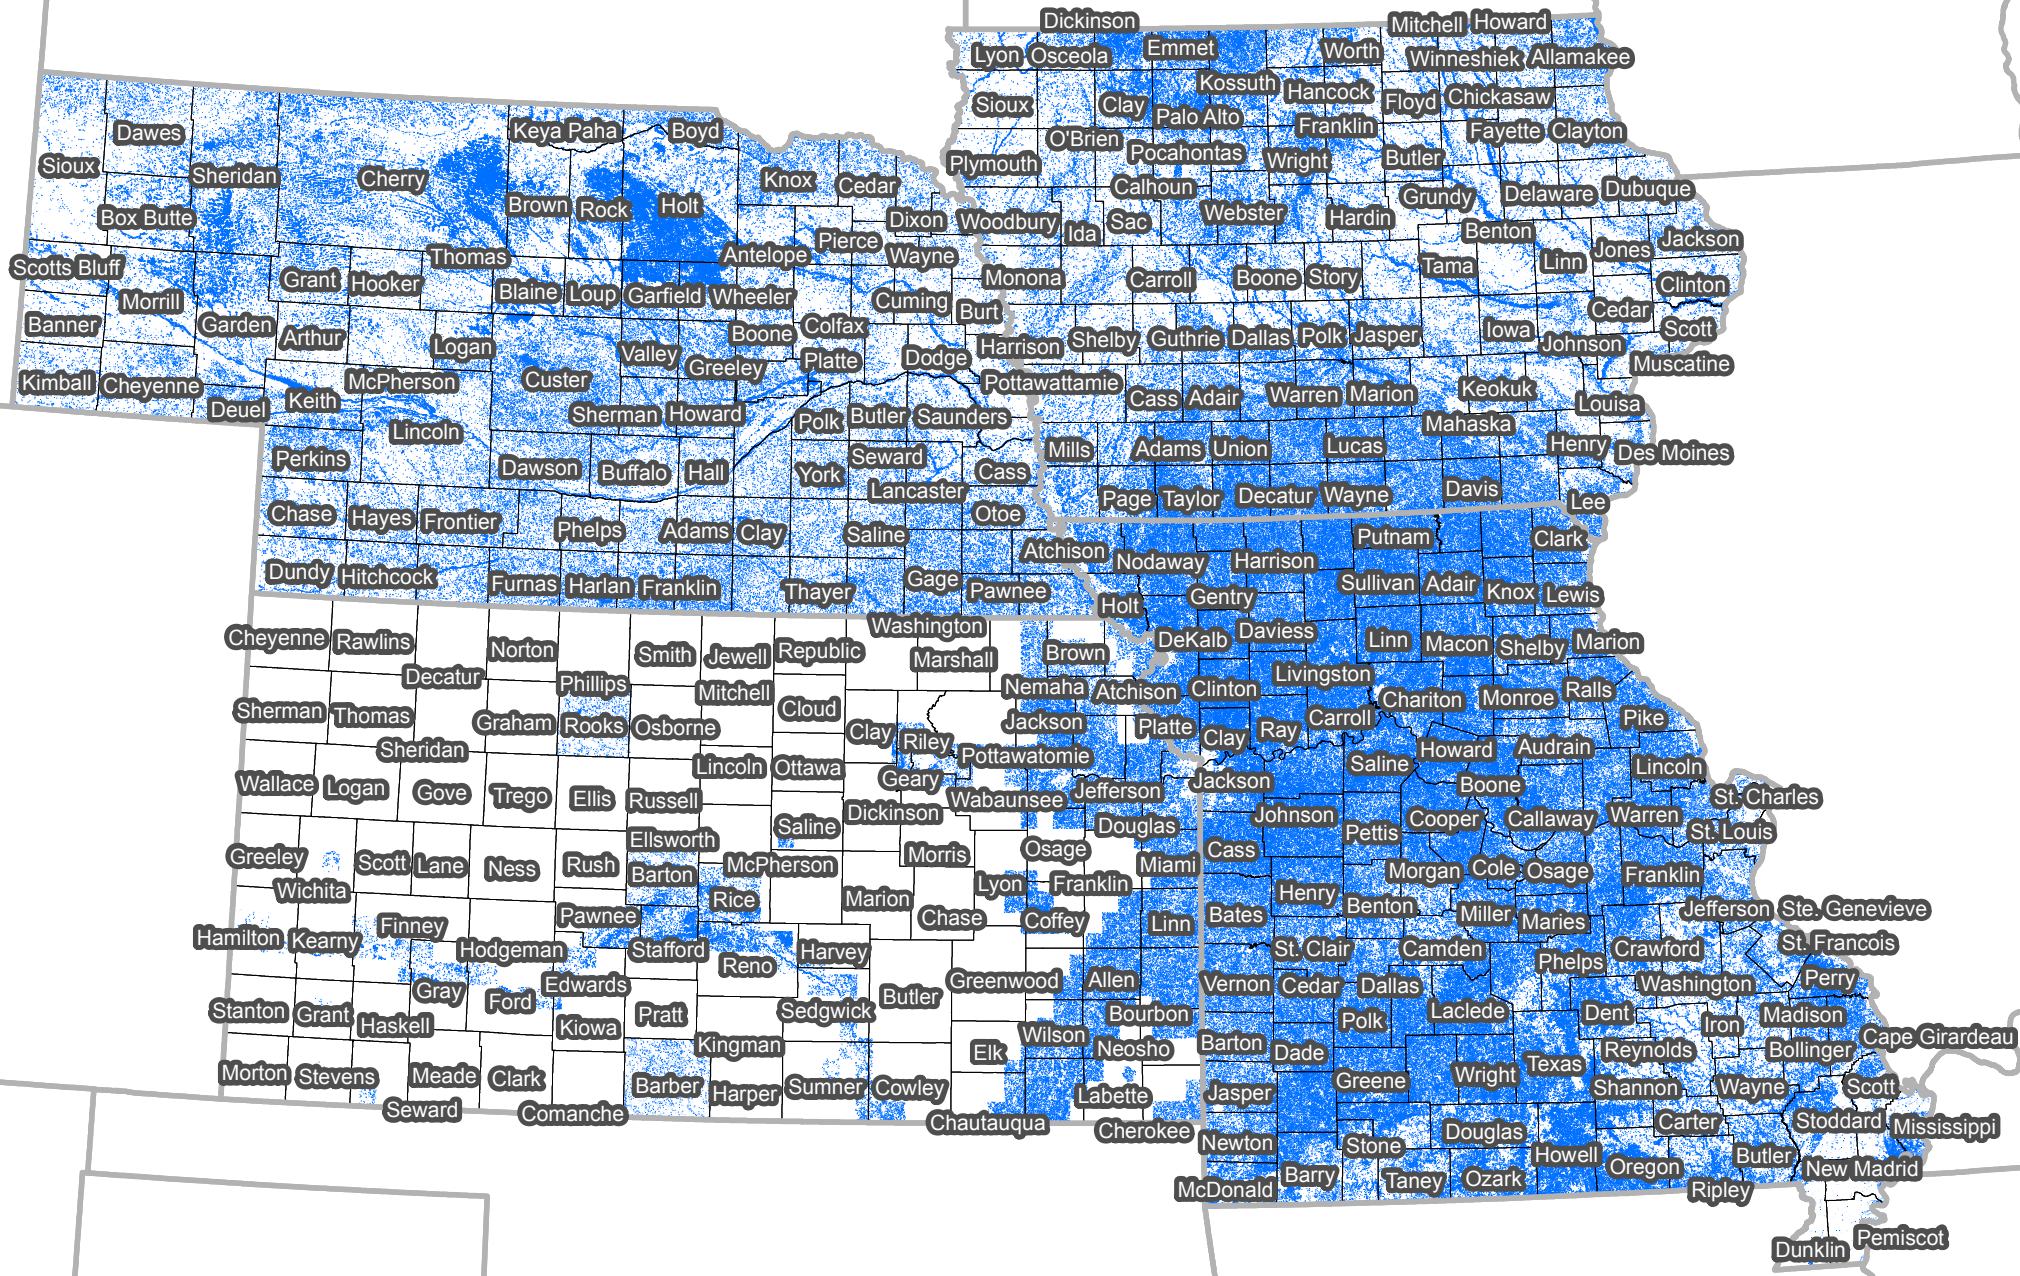 Dickinson
Mitchell
Howard
Lyon
Osceola
Emmet
Worth
Winneshiek
Allamakee
Kossuth
Hancock
Sioux
Clay
Palo Alto
Floyd
Chickasaw
Franklin
O'Brien
Fayette
Clayton
Plymouth
Pocahontas
Wright
Butler
Calhoun
Grundy
Delaware
Dubuque
Woodbury
Ida
Sac
Webster
Hardin
Benton
Jackson
Monona
Carroll
Boone
Story
Tama
Linn
Jones
Clinton
Harrison
Shelby
Guthrie
Dallas
Polk
Jasper
Iowa
Johnson
Cedar
Scott
Muscatine
Pottawattamie
Cass
Adair
Warren
Marion
Keokuk
Mahaska
Louisa
Mills
Adams
Union
Lucas
Henry
Des Moines
Page
Taylor
Decatur
Wayne
Davis
Lee
Sioux
Dawes
Sheridan
Box Butte
Cherry
Keya Paha
Boyd
Brown
Rock
Holt
Knox
Cedar
Dixon
Antelope
Pierce
Wayne
Scotts Bluff
Morrill
Grant
Hooker
Thomas
Blaine
Loup
Garfield
Wheeler
Cuming
Burt
Banner
Garden
Arthur
Logan
Valley
Boone
Greeley
Colfax
Platte
Dodge
Kimball
Cheyenne
Deuel
Keith
McPherson
Custer
Sherman
Howard
Lincoln
Polk
Butler
Saunders
Perkins
Dawson
Buffalo
Hall
York
Seward
Lancaster
Cass
Otoe
Chase
Hayes
Frontier
Phelps
Adams
Clay
Saline
Dundy
Hitchcock
Furnas
Harlan
Franklin
Thayer
Gage
Pawnee
Cheyenne
Rawlins
Decatur
Norton
Phillips
Smith
Jewell
Republic
Washington
Marshall
Nemaha
Brown
Sherman
Thomas
Sheridan
Graham
Rooks
Osborne
Mitchell
Cloud
Clay
Riley
Pottawatomie
Jackson
Atchison
Wallace
Logan
Gove
Trego
Ellis
Russell
Lincoln
Ottawa
Geary
Dickinson
Wabaunsee
Jefferson
Douglas
Greeley
Wichita
Scott
Lane
Ness
Rush
Barton
Ellsworth
Saline
McPherson
Rice
Marion
Morris
Chase
Lyon
Osage
Franklin
Miami
Coffey
Linn
Hamilton
Kearny
Finney
Hodgeman
Pawnee
Stafford
Reno
Harvey
Gray
Ford
Edwards
Kiowa
Pratt
Sedgwick
Butler
Greenwood
Allen
Bourbon
Stanton
Grant
Haskell
Kingman
Elk
Wilson
Neosho
Morton
Stevens
Seward
Meade
Clark
Comanche
Barber
Harper
Sumner
Cowley
Chautauqua
Labette
Cherokee
Atchison
Nodaway
Harrison
Putnam
Clark
Holt
Gentry
Sullivan
Adair
Knox
Lewis
DeKalb
Daviess
Linn
Macon
Shelby
Marion
Clinton
Livingston
Chariton
Monroe
Ralls
Platte
Clay
Ray
Carroll
Howard
Audrain
Pike
Jackson
Saline
Boone
Lincoln
Johnson
Pettis
Cooper
Callaway
Warren
St. Charles
St. Louis
Cass
Henry
Benton
Morgan
Cole
Osage
Franklin
Bates
St. Clair
Camden
Miller
Maries
Jefferson
Ste. Genevieve
St. Francois
Vernon
Cedar
Dallas
Laclede
Phelps
Crawford
Washington
Perry
Barton
Dade
Polk
Dent
Iron
Madison
Cape Girardeau
Jasper
Greene
Wright
Texas
Reynolds
Bollinger
Shannon
Wayne
Scott
Newton
Stone
Douglas
Howell
Carter
Stoddard
Mississippi
McDonald
Barry
Taney
Ozark
Oregon
Ripley
Butler
New Madrid
Dunklin
Pemiscot